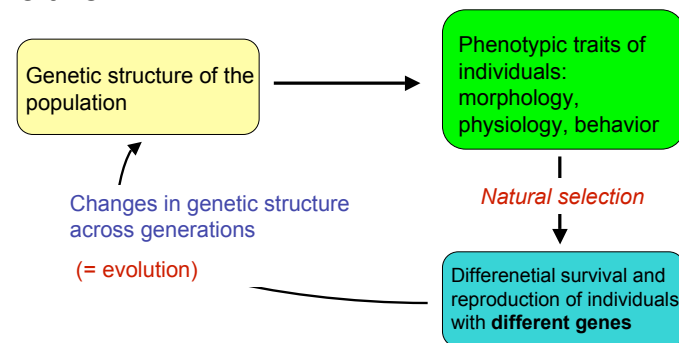 Genetic structure of the
population
Phenotypic traits of
individuals:
morphology,
physiology, behavior
Natural selection
Changes in genetic structure
across generations
(= evolution)
Differenetial survival and
reproduction of individuals
with different genes